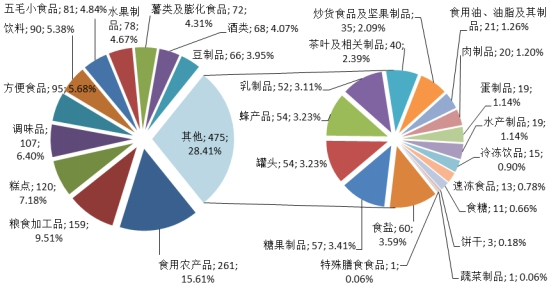 五毛小食品, 81; 4.84%
水果制品, 78; 4.67%
薯类及膨化食品, 72; 4.31%
酒类, 68; 4.07%
豆制品, 66; 3.95%
饮料, 90; 5.38%
方便食品, 95; 5.68%
调味品; 107; 6.40%
糕点; 120; 7.18%
粮食加工品; 159; 9.51%
食用农产品; 261; 15.61%
其他; 475; 28.41%
炒货食品及坚果制品; 35; 2.09%
茶叶及相关制品; 40; 2.39%
乳制品; 52; 3.11%
蜂产品; 54; 3.23%
罐头; 54; 3.23%
糖果制品; 57; 3.41%
食盐; 60; 3.59%
特殊膳食食品; 1; 0.06%
食用油、油脂及其制品; 21; 1.26%
肉制品; 20; 1.20%
蛋制品; 19; 1.14%
水产制品; 19; 1.14%
冷冻饮品; 15; 0.90%
速冻食品; 13; 0.78%
食糖; 11; 0.66%
饼干; 3; 0.18%
蔬菜制品; 1; 0.06%